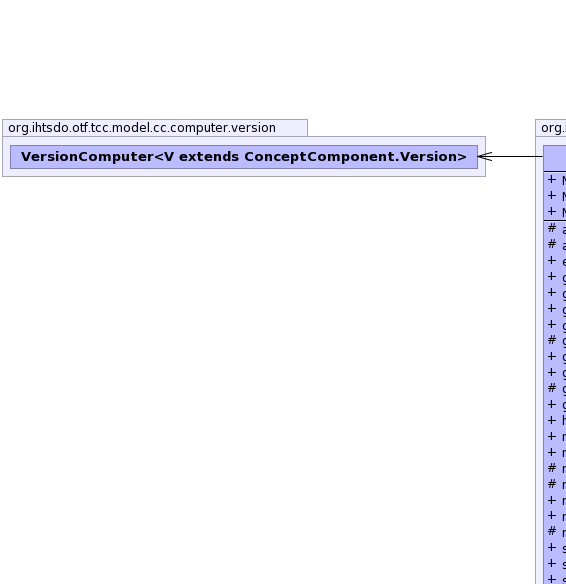 org.ihtsdo.otf.tcc.model.cc.computer.version
VersionComputer<V extends ConceptComponent.Version>
org.i
+ M
+ M
+ M
# a
# a
+ e
+ g
+ g
+ g
+ g
# g
+ g
+ g
# g
+ g
+ h
+ r
+ r
# r
# r
+ r
+ r
# r
+ s
+ s
+ s